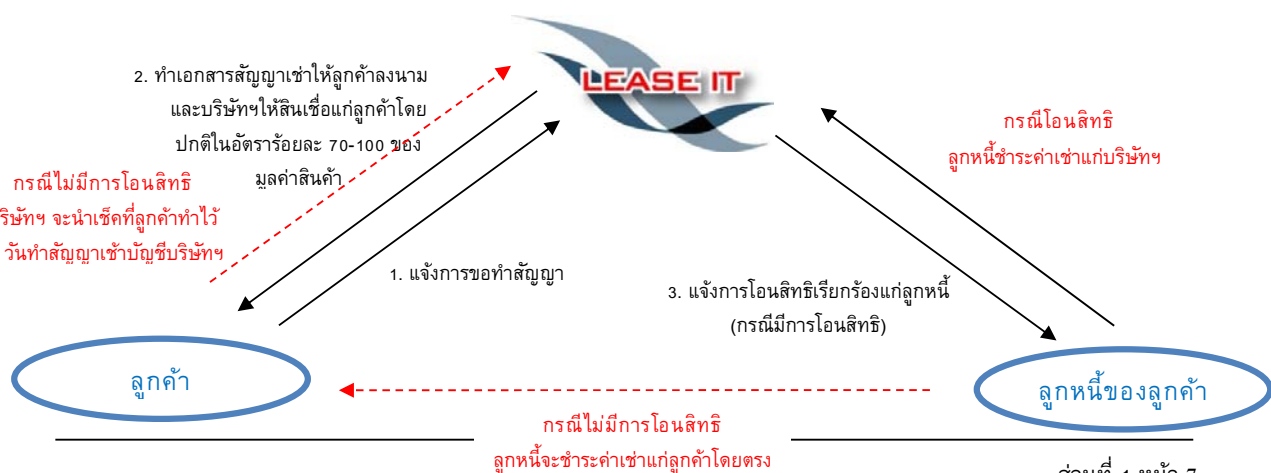 LEASE IT
2. ทำเอกสารสัญญาเช่าให้ลูกค้าลงนาม
และบริษัทฯให้สินเชื่อแก่ลูกค้าโดย
ปกติในอัตราร้อยละ 70-100 ของ
มูลค่าสินค้า
กรณีโอนสิทธิ
ลูกหนี้ชำระค่าเช่าแก่บริษัทฯ
กรณีไม่มีการโอนสิทธิ
ริษัทฯ จะนำเช็คที่ลูกค้าทำไว้
วันทำสัญญาเช้าบัญชีบริษัทฯ
1. แจ้งการขอทำสัญญา
3. แจ้งการโอนสิทธิเรียกร้องแก่ลูกหนี้
(กรณีมีการโอนสิทธิ)
ลูกค้า
ลูกหนี้ของลูกค้า
กรณีไม่มีการโอนสิทธิ
ลูกหนี้จะชำระค่าเช่าแก่ลูกค้าโดยตรง
ส่วนที่ 1 หน้า 7